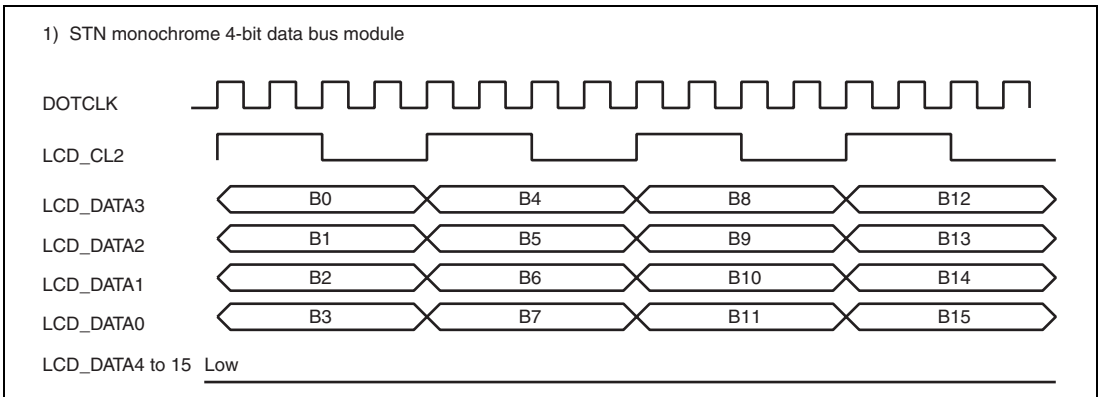 1) STN monochrome 4-bit data bus module
DOTCLK
LCD_CL2
LCD_DATA3 B0 B4 B8 B12
LCD_DATA2 B1 B5 B9 B13
LCD_DATA1 B2 B6 B10 B14
LCD_DATA0 B3 B7 B11 B15
LCD_DATA4 to 15 Low